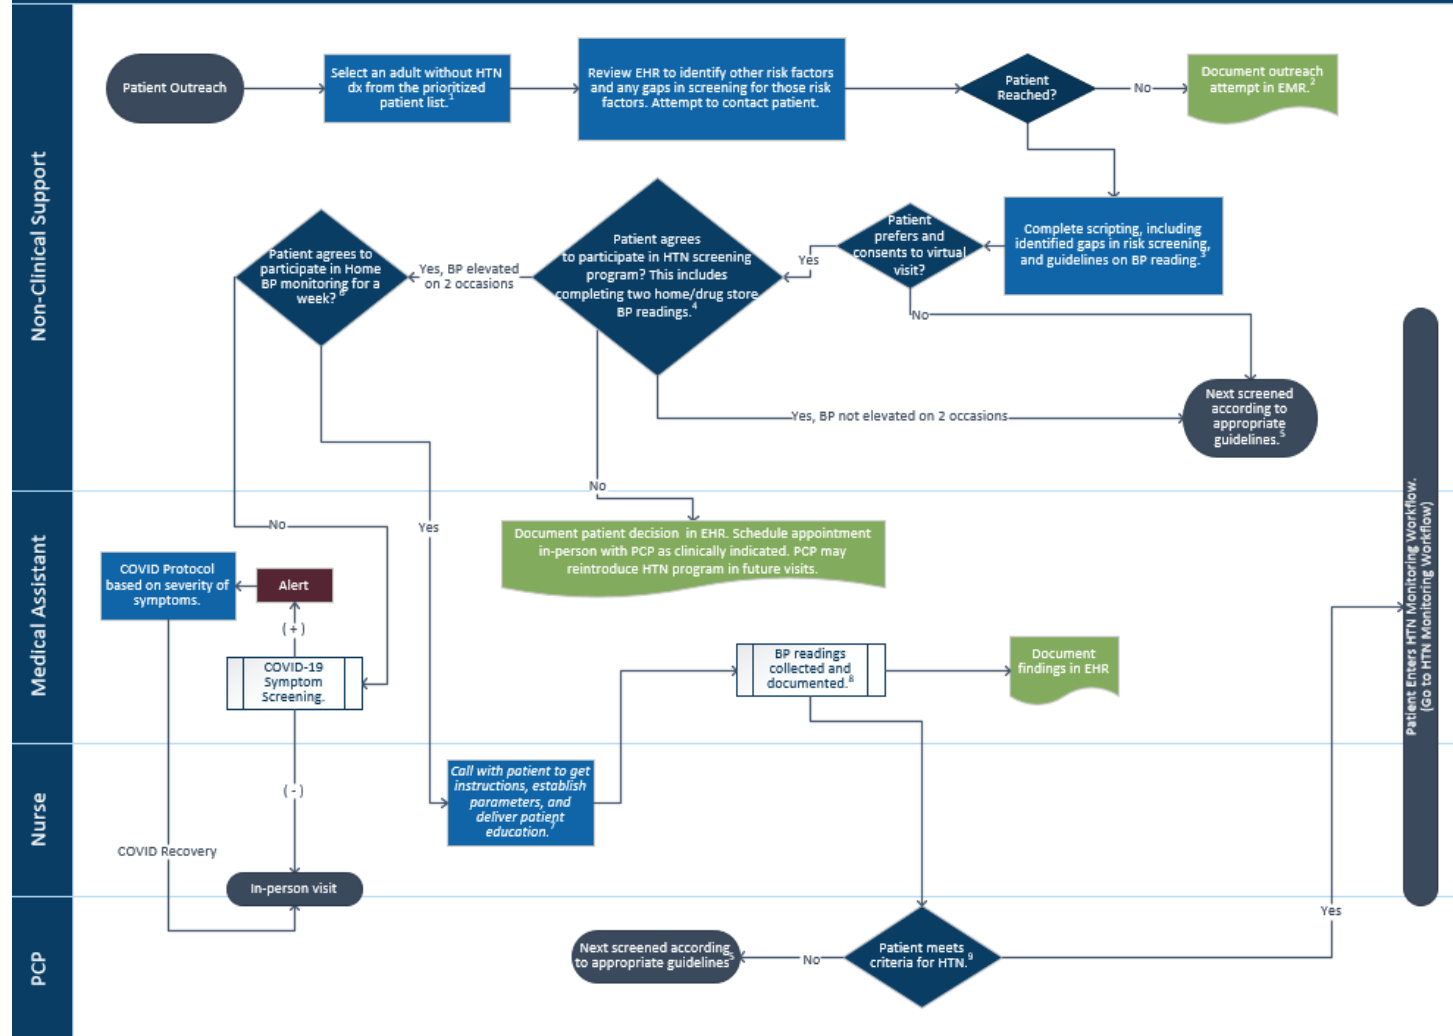 Non-Clinical Support
Patient Outreach
Select an adult without HTN
dx from the prioritized
patient list.1
Review EHR to identify other risk factors
and any gaps in screening for those risk
factors. Attempt to contact patient.
Patient
Reached?
No
Document outreach
attempt in EMR.2
Complete scripting, including
identified gaps in risk screening,
and guidelines on BP reading.3
Patient
prefers and
consents to virtual
visit?
Yes
No
Patient agrees
to participate in HTN screening
program? This includes
completing two home/drug store
BP readings.4
Yes, BP elevated
on 2 occasions
Patient agrees to
participate in Home
BP monitoring for a
week?6
Yes, BP not elevated on 2 occasions
Next screened
according to
appropriate
guidelines.5
No
Medical Assistant
No
Yes
Document patient decision in EHR. Schedule appointment
in-person with PCP as clinically indicated. PCP may
reintroduce HTN program in future visits.
COVID Protocol
based on severity of
symptoms.
Alert
(+)
COVID-19
Symptom
Screening.
BP readings
collected and
documented.8
Document
findings in EHR
Patient Enters HTN Monitoring Workflow.
(Go to HTN Monitoring Workflow)
Nurse
(-)
Call with patient to get
instructions, establish
parameters, and
deliver patient
education.7
COVID Recovery
In-person visit
PCP
Next screened according
to appropriate guidelines5
No
Patient meets
criteria for HTN.9
Yes